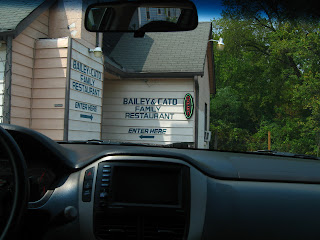 BAILEY
& CATO
FAMILY
RESTAURANT
ENTER HERE
BAILEY & CATO
FAMILY
RESTAURANT
ENTER HERE